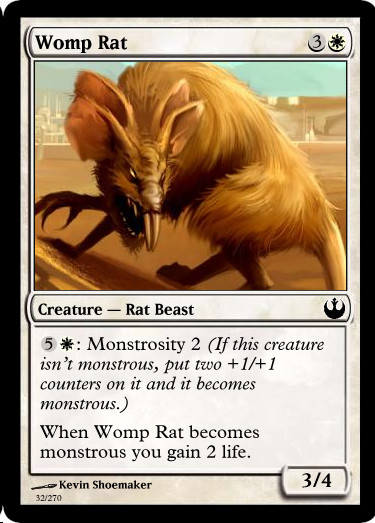 Womp Rat 3
Creature — Rat Beast
5 : Monstrosity 2 (If this creature
isn't monstrous, put two +1/+1
counters on it and it becomes
monstrous.)
When Womp Rat becomes
monstrous you gain 2 life.
3/4
Kevin Shoemaker
32/270